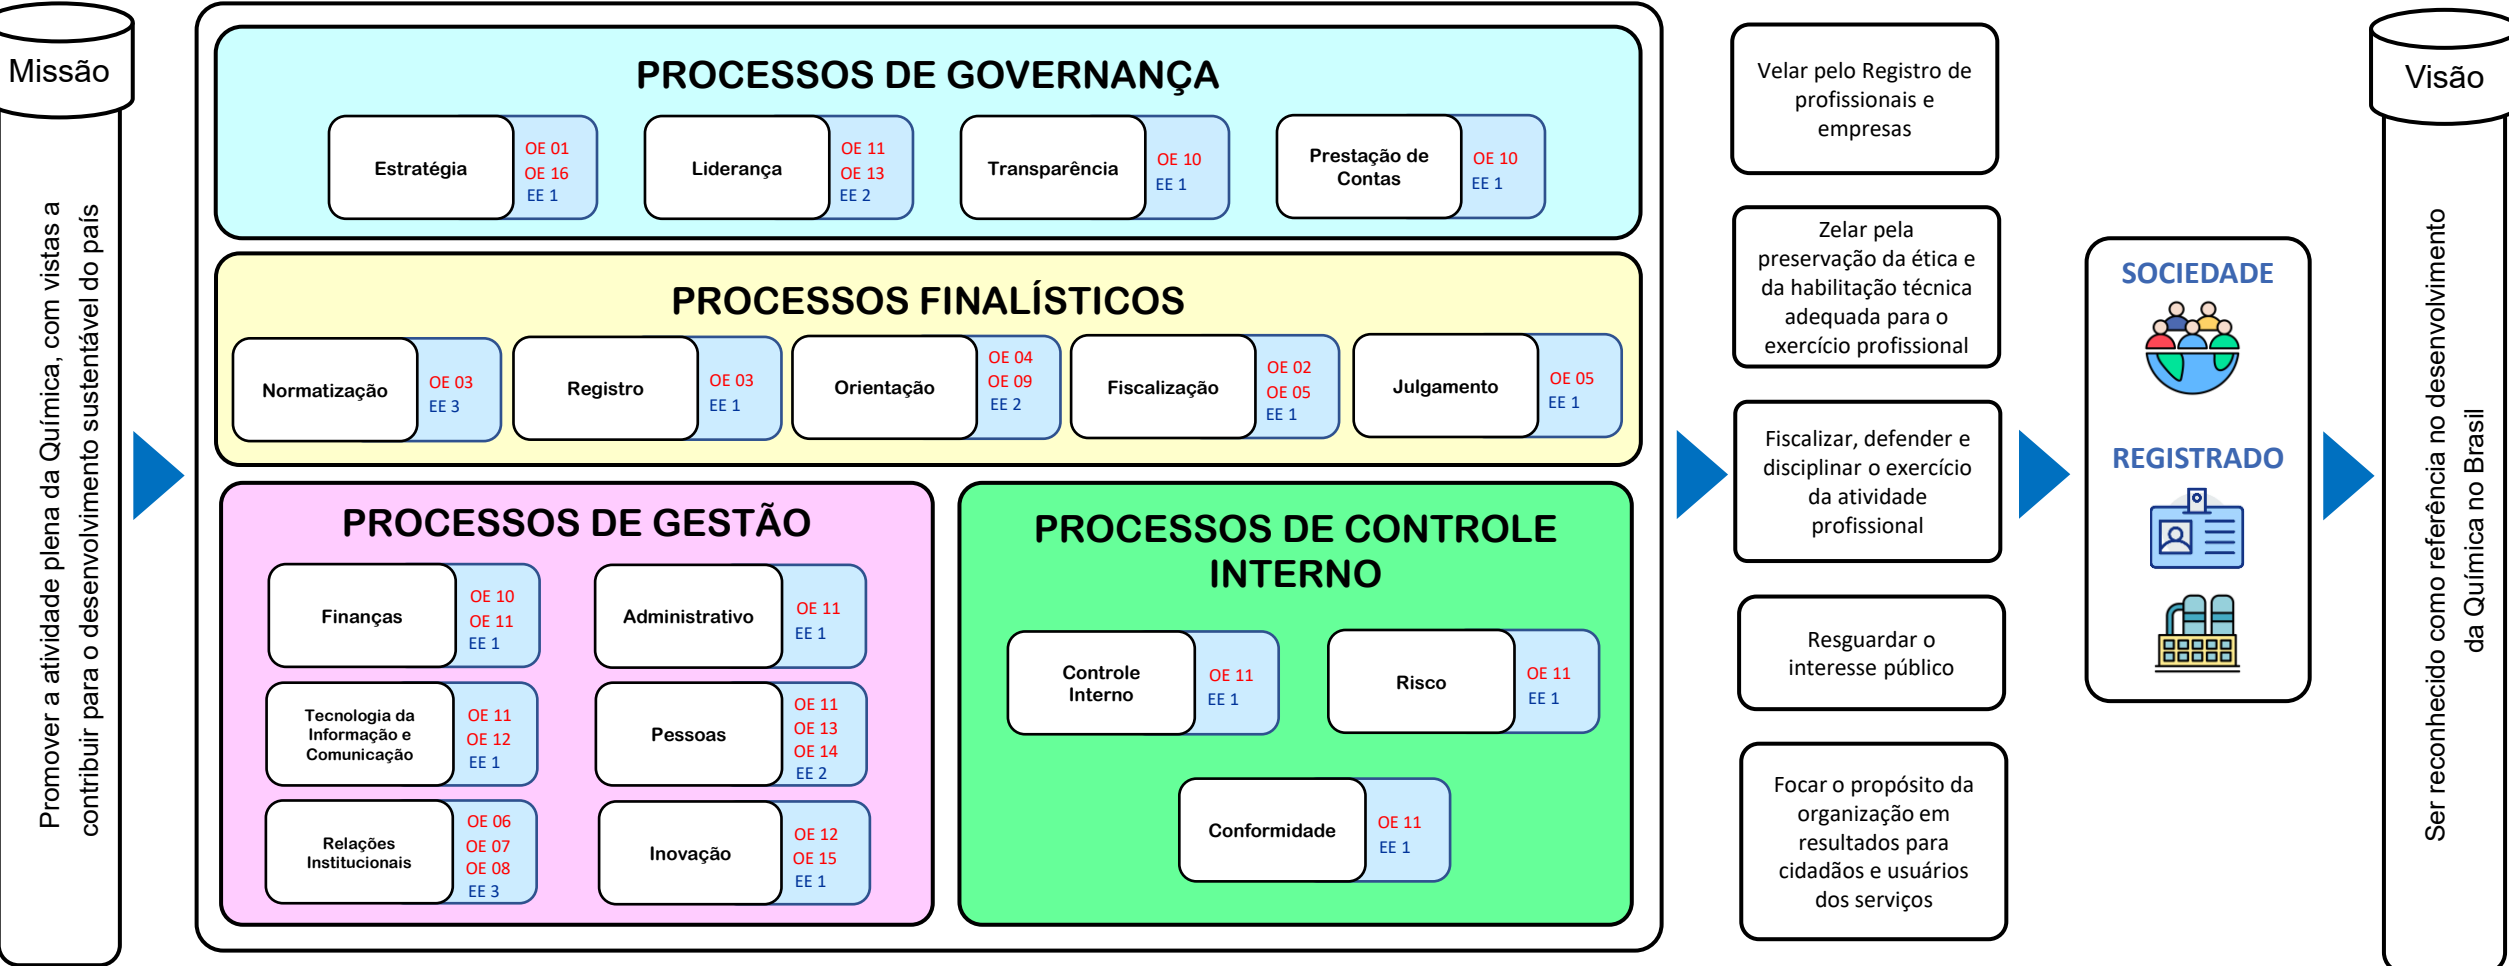 Missão
Promover a atividade plena da Química, com vistas a
contribuir para o desenvolvimento sustentável do país
PROCESSOS DE GOVERNANÇA
Estratégia
OE 01
OE 16
EE 1
Liderança
OE 11
OE 13
EE 2
Transparência
OE 10
EE 1
Prestação de
Contas
OE 10
EE 1
PROCESSOS FINALÍSTICOS
Normatização
OE 03
EE 3
Registro
OE 03
EE 1
Orientação
OE 04
OE 09
EE 2
Fiscalização
OE 02
OE 05
EE 1
Julgamento
OE 05
EE 1
PROCESSOS DE GESTÃO
Finanças
OE 10
OE 11
EE 1
Administrativo
OE 11
EE 1
Tecnologia da
Informação e
Comunicação
OE 11
OE 12
EE 1
Pessoas
OE 11
OE 13
OE 14
EE 2
Relações
Institucionais
OE 06
OE 07
OE 08
EE 3
Inovação
OE 12
OE 15
EE 1
PROCESSOS DE CONTROLE
INTERNO
Controle
Interno
OE 11
EE 1
Risco
OE 11
EE 1
Conformidade
OE 11
EE 1
Velar pelo Registro de
profissionais e
empresas
Zelar pela
preservação da ética e
da habilitação técnica
adequada para o
exercício profissional
Fiscalizar, defender e
disciplinar o exercício
da atividade
profissional
Resguardar o
interesse público
Focar o propósito da
organização em
resultados para
cidadãos e usuários
dos serviços
SOCIEDADE
REGISTRADO
Visão
Ser reconhecido como referência no desenvolvimento
da Química no Brasil